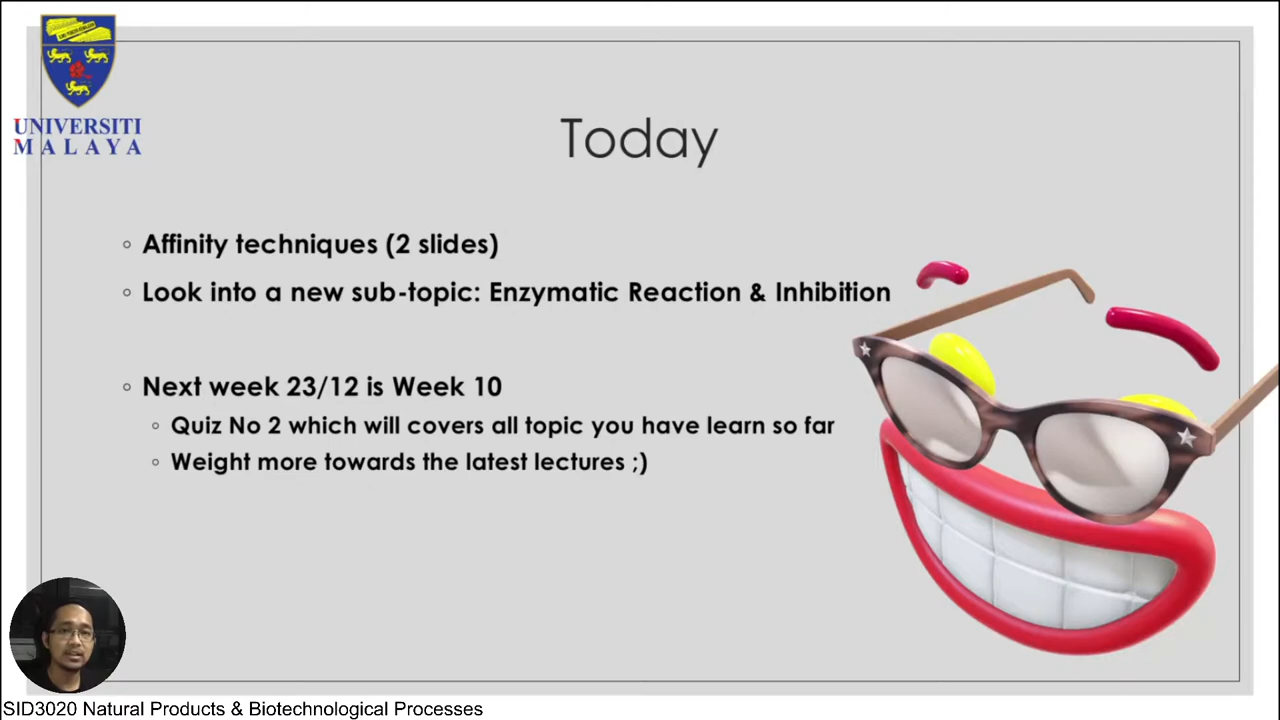 UNIVERSITI
MALAYA
Today
Affinity techniques (2 slides)
Look into a new sub-topic: Enzymatic Reaction & Inhibition
Next week 23/12 is Week 10
Quiz No 2 which will covers all topic you have learn so far
Weight more towards the latest lectures ;)
SID3020 Natural Products & Biotechnological Processes